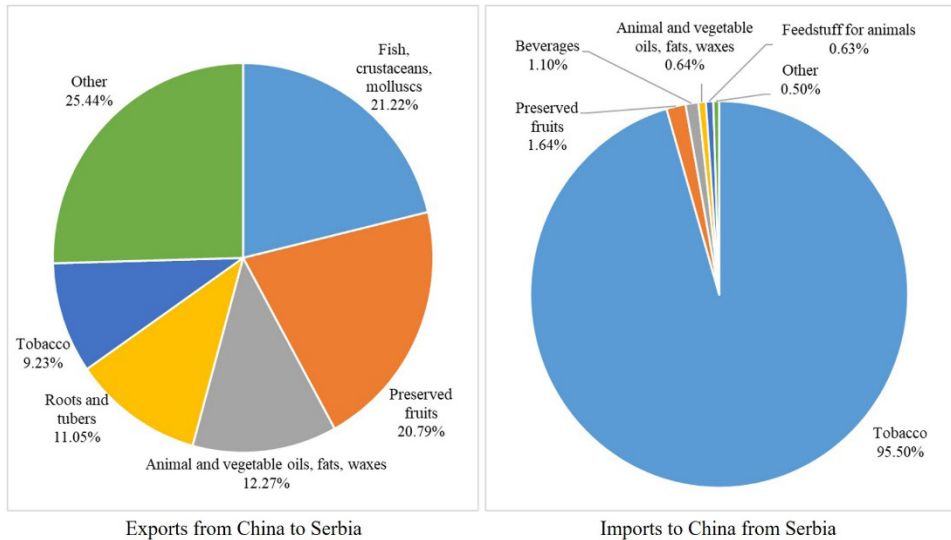 Other
25.44%
Fish,
crustaceans,
molluscs
21.22%
Tobacco
9.23%
Roots and
tubers
11.05%
Animal and vegetable oils, fats, waxes
12.27%
Preserved
fruits
20.79%
Exports from China to Serbia
Beverages
1.10%
Animal and vegetable
oils, fats, waxes
0.64%
Feedstuff for animals
0.63%
Other
0.50%
Preserved
fruits
1.64%
Tobacco
95.50%
Imports to China from Serbia